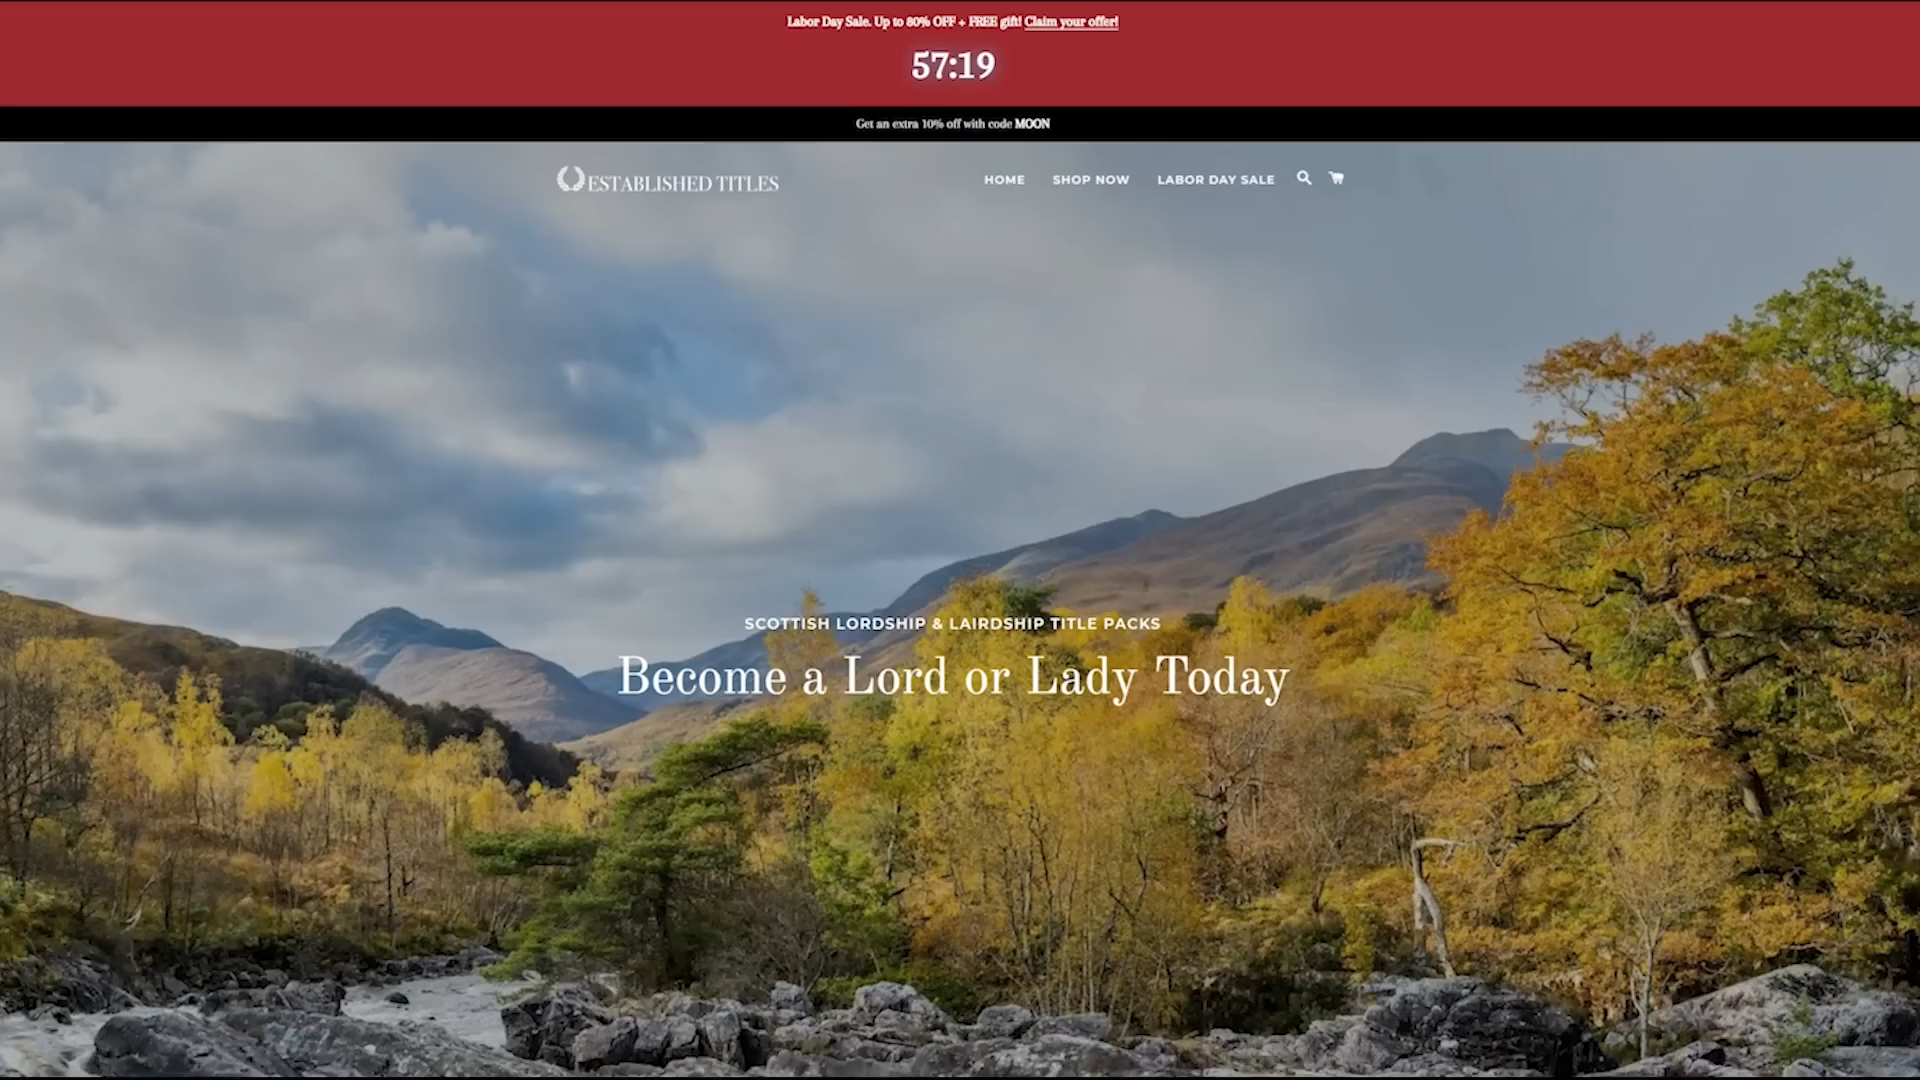 Labor Day Sale. Up to 80% OFF + FREE gift! Claim your offer!
57:19
Get an extra 10% off with code MOON
ESTABLISHED TITLES
HOME SHOP NOW LABOR DAY SALE
SCOTTISH LORDSHIP & LAIRDSHIP TITLE PACKS
Become a Lord or Lady Today